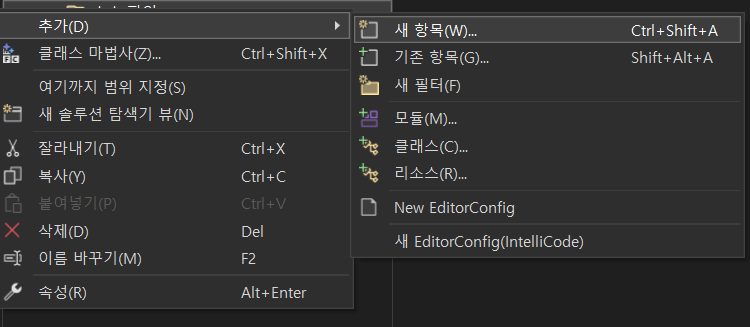 추가(D)
클래스 마법사(Z)... Ctrl+Shift+X
여기까지 범위 지정(S)
새 솔루션 탐색기 뷰(N)
잘라내기(T) Ctrl+X
복사(Y) Ctrl+C
붙여넣기(P) Ctrl+V
삭제(D) Del
이름 바꾸기(M) F2
속성(R) Alt+Enter
새 항목(W)... Ctrl+Shift+A
기존 항목(G)... Shift+Alt+A
새 필터(F)
모듈(M)...
클래스(C)...
리소스(R)...
New EditorConfig
새 EditorConfig(IntelliCode)